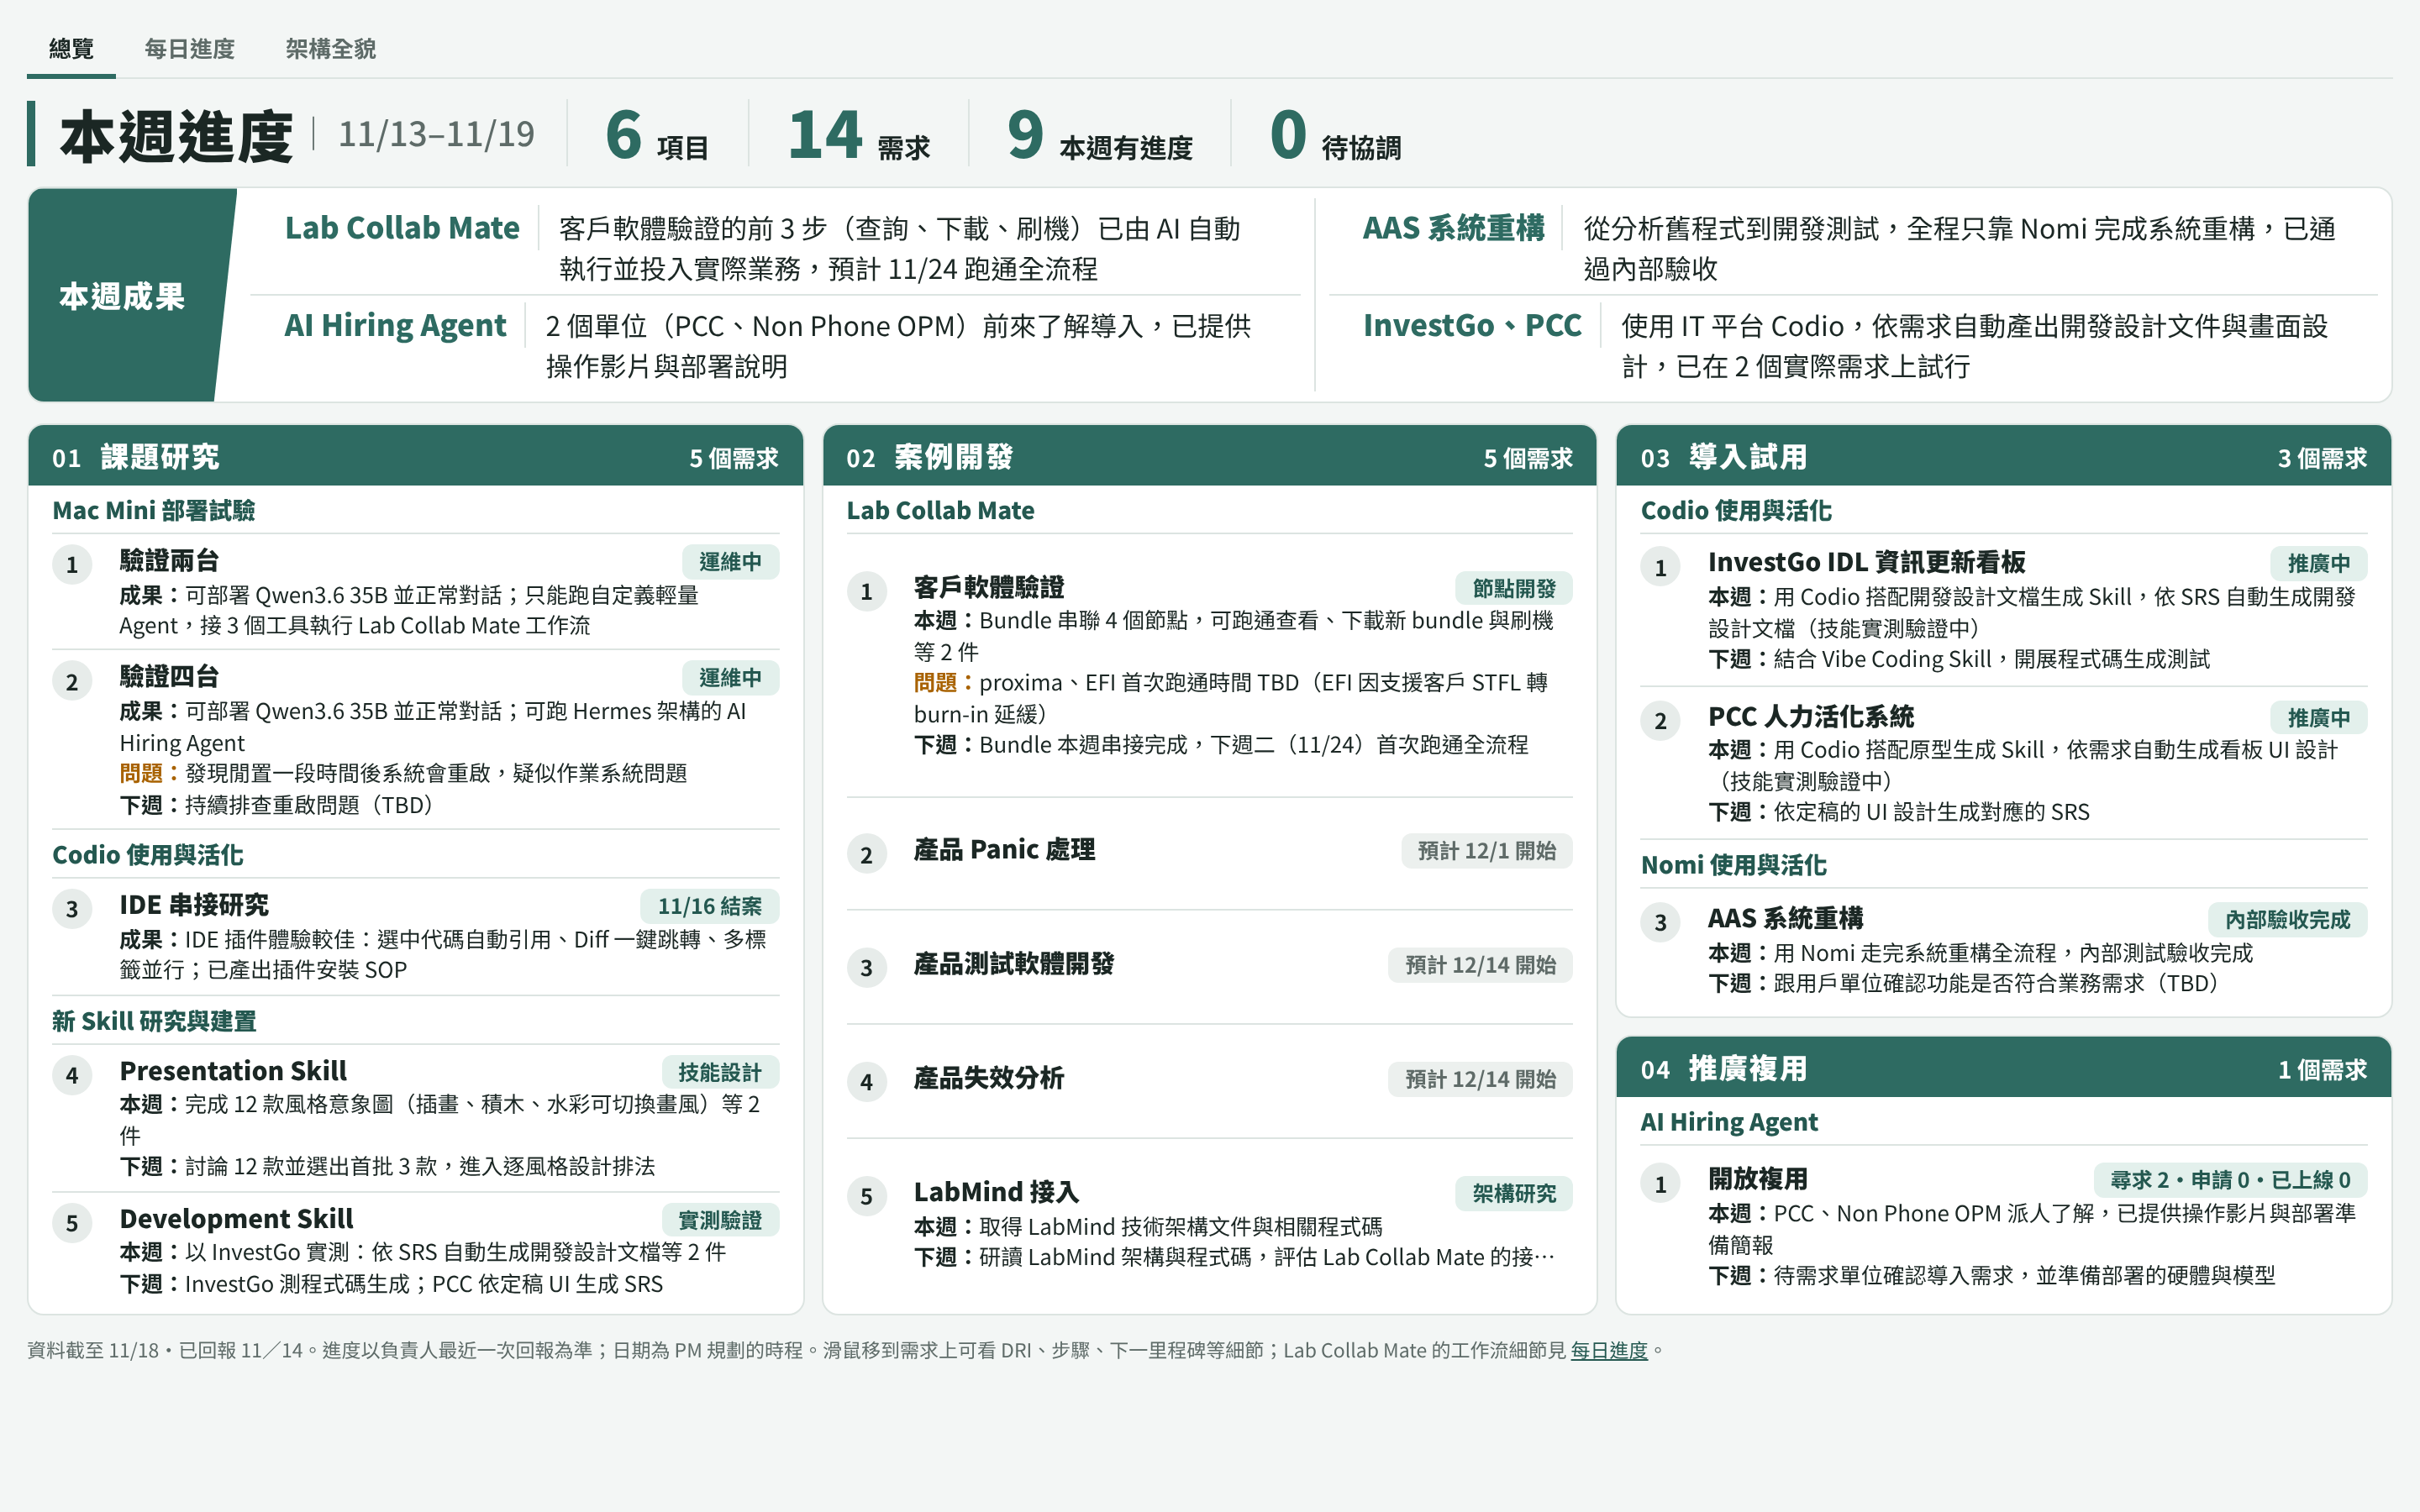 總覽 每日進度 架構全貌
本週進度 11/13–11/19 6 項目 14 需求 9 本週有進度 0 待協調
本週成果
Lab Collab Mate 客戶軟體驗證的前 3 步（查詢、下載、刷機）已由 AI 自動
執行並投入實際業務，預計 11/24 跑通全流程
AI Hiring Agent 2 個單位（PCC、Non Phone OPM）前來了解導入，已提供
操作影片與部署說明
AAS 系統重構 從分析舊程式到開發測試，全程只靠 Nomi 完成系統重構，已通
過內部驗收
InvestGo、PCC 使用 IT 平台 Codio，依需求自動產出開發設計文件與畫面設
計，已在 2 個實際需求上試行
01 課題研究 5 個需求
Mac Mini 部署試驗
1 驗證兩台 運維中
成果：可部署 Qwen3.6 35B 並正常對話；只能跑自定義輕量
Agent，接 3 個工具執行 Lab Collab Mate 工作流
2 驗證四台 運維中
成果：可部署 Qwen3.6 35B 並正常對話；可跑 Hermes 架構的 AI
Hiring Agent
問題：發現閒置一段時間後系統會重啟，疑似作業系統問題
下週：持續排查重啟問題（TBD）
Codio 使用與活化
3 IDE 串接研究 11/16 結案
成果：IDE 插件體驗較佳：選中代碼自動引用、Diff 一鍵跳轉、多標
籤並行；已產出插件安裝 SOP
新 Skill 研究與建置
4 Presentation Skill 技能設計
本週：完成 12 款風格意象圖（插畫、積木、水彩可切換畫風）等 2
件
下週：討論 12 款並選出首批 3 款，進入逐風格設計排法
5 Development Skill 實測驗證
本週：以 InvestGo 實測：依 SRS 自動生成開發設計文檔等 2 件
下週：InvestGo 測程式碼生成；PCC 依定稿 UI 生成 SRS
02 案例開發 5 個需求
Lab Collab Mate
1 客戶軟體驗證 節點開發
本週：Bundle 串聯 4 個節點，可跑通查看、下載新 bundle 與刷機
等 2 件
問題：proxima、EFI 首次跑通時間 TBD（EFI 因支援客戶 STFL 轉
burn-in 延緩）
下週：Bundle 本週串接完成，下週二（11/24）首次跑通全流程
2 產品 Panic 處理 預計 12/1 開始
3 產品測試軟體開發 預計 12/14 開始
4 產品失效分析 預計 12/14 開始
5 LabMind 接入 架構研究
本週：取得 LabMind 技術架構文件與相關程式碼
下週：研讀 LabMind 架構與程式碼，評估 Lab Collab Mate 的接…
03 導入試用 3 個需求
Codio 使用與活化
1 InvestGo IDL 資訊更新看板 推廣中
本週：用 Codio 搭配開發設計文檔生成 Skill，依 SRS 自動生成開發
設計文檔（技能實測驗證中）
下週：結合 Vibe Coding Skill，開展程式碼生成測試
2 PCC 人力活化系統 推廣中
本週：用 Codio 搭配原型生成 Skill，依需求自動生成看板 UI 設計
（技能實測驗證中）
下週：依定稿的 UI 設計生成對應的 SRS
Nomi 使用與活化
3 AAS 系統重構 內部驗收完成
本週：用 Nomi 走完系統重構全流程，內部測試驗收完成
下週：跟用戶單位確認功能是否符合業務需求（TBD）
04 推廣複用 1 個需求
AI Hiring Agent
1 開放複用 尋求 2・申請 0・已上線 0
本週：PCC、Non Phone OPM 派人了解，已提供操作影片與部署準
備簡報
下週：待需求單位確認導入需求，並準備部署的硬體與模型
資料截至 11/18・已回報 11／14。進度以負責人最近一次回報為準；日期為 PM 規劃的時程。滑鼠移到需求上可看 DRI、步驟、下一里程碑等細節；Lab Collab Mate 的工作流細節見 每日進度。